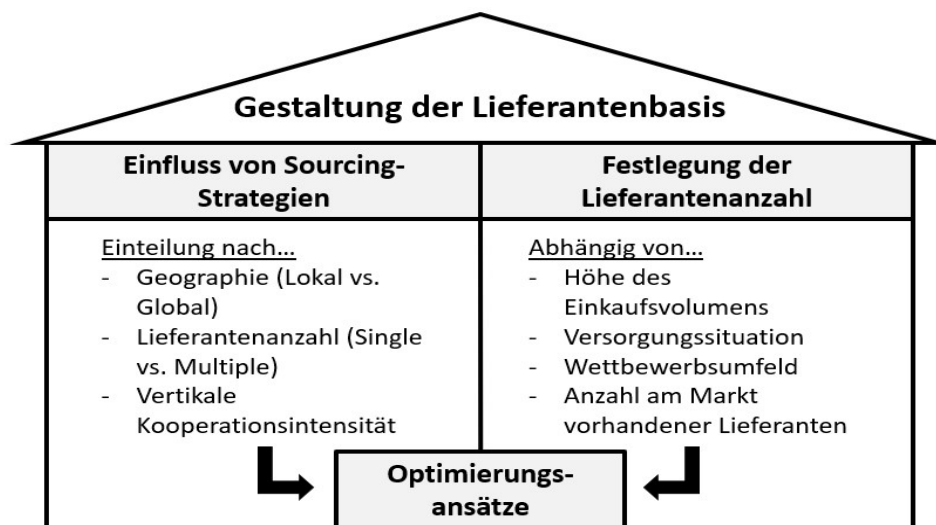 Gestaltung der Lieferantenbasis
Einfluss von Sourcing-
Strategien
Einteilung nach...
- Geographie (Lokal vs.
Global)
- Lieferantenanzahl (Single
vs. Multiple)
- Vertikale
Kooperationsintensität
Festlegung der
Lieferantenanzahl
Abhängig von...
- Höhe des
Einkaufsvolumens
- Versorgungssituation
- Wettbewerbsumfeld
- Anzahl am Markt
vorhandener Lieferanten
Optimierungs-
ansätze